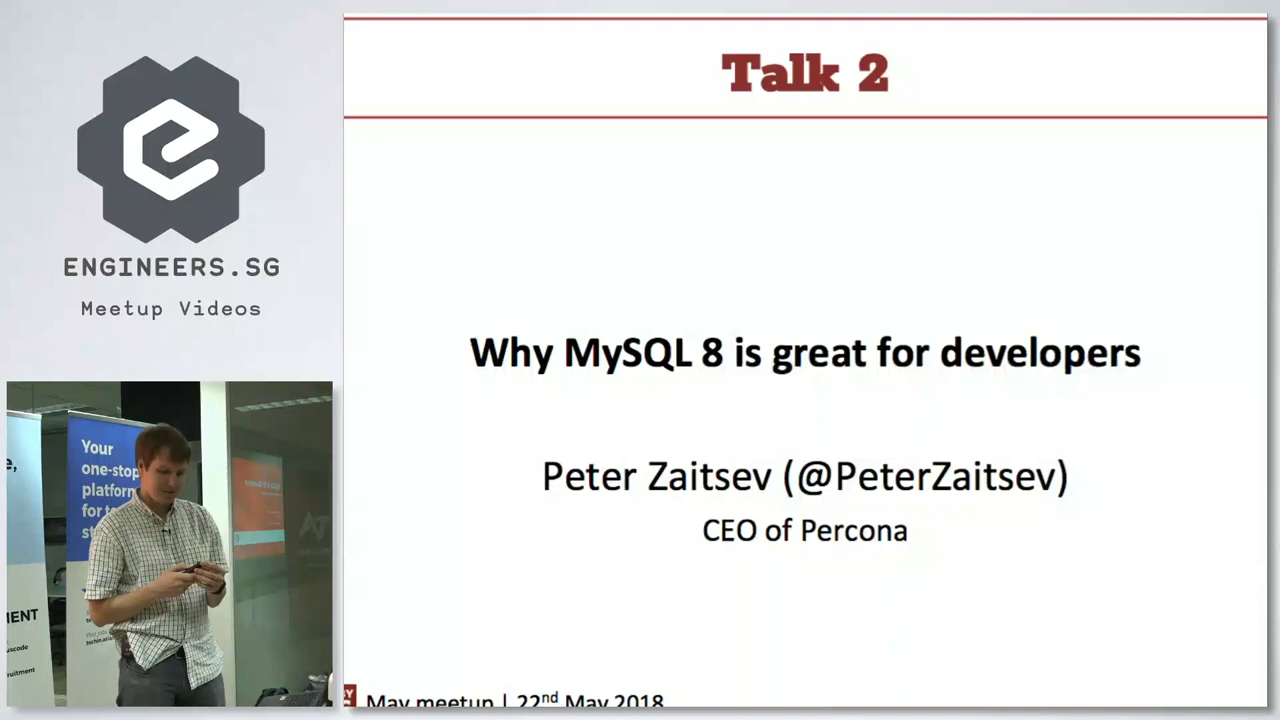 ENGINEERS.SG
Meetup Videos
Talk 2
Why MySQL 8 is great for developers
Peter Zaitsev (@PeterZaitsev)
CEO of Percona
May meetup | 22nd May 2018
Your
one-stop
platform